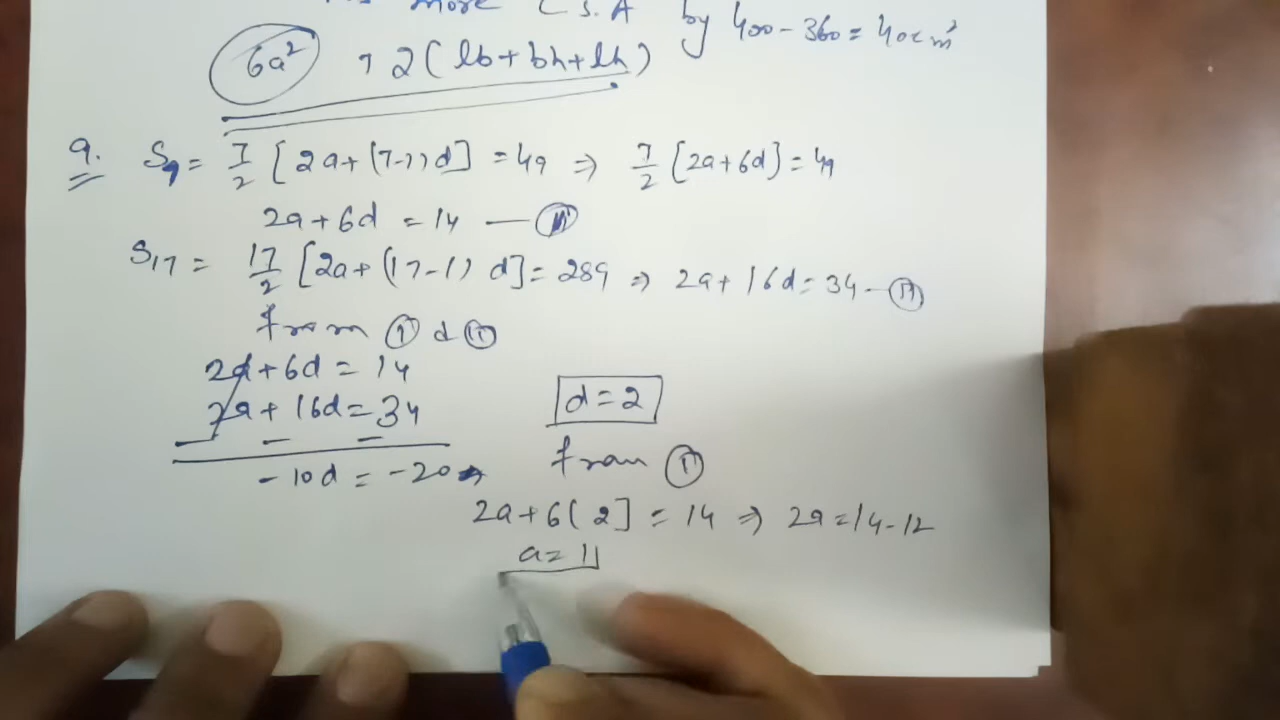 more C S.A by 400 - 360 = 40cm²
6a² , 2(lb+bh+lh)
9. S₇ = 7/2 [2a+(7-1)d] = 49 ⇒ 7/2 [2a+6d] = 49
2a+6d = 14 — (I)
S₁₇ = 17/2 [2a+(17-1) d] = 289 ⇒ 2a+16d = 34 - (II)
from (I) & (II)
2a+6d = 14
2a+16d = 34
- - -
-10d = -20
d = 2
from (I)
2a+6(2] = 14 ⇒ 2a = 14-12
a = 1